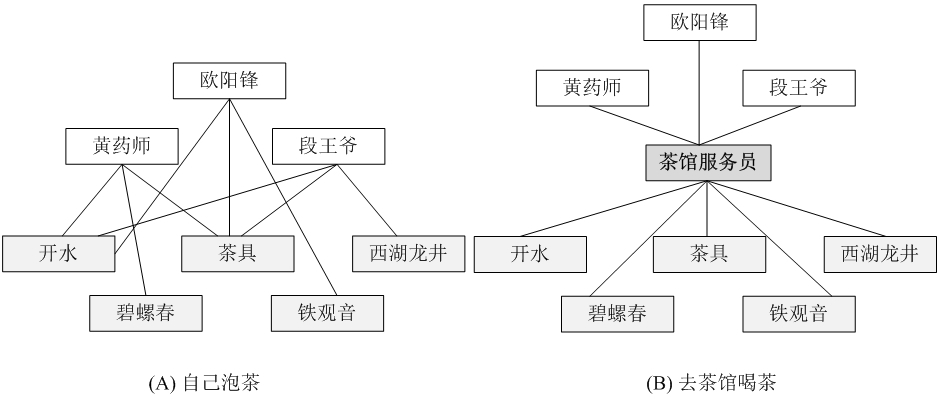 欧阳锋
黄药师
段王爷
开水
茶具
西湖龙井
碧螺春
铁观音
(A) 自己泡茶
欧阳锋
黄药师
段王爷
茶馆服务员
开水
茶具
西湖龙井
碧螺春
铁观音
(B) 去茶馆喝茶